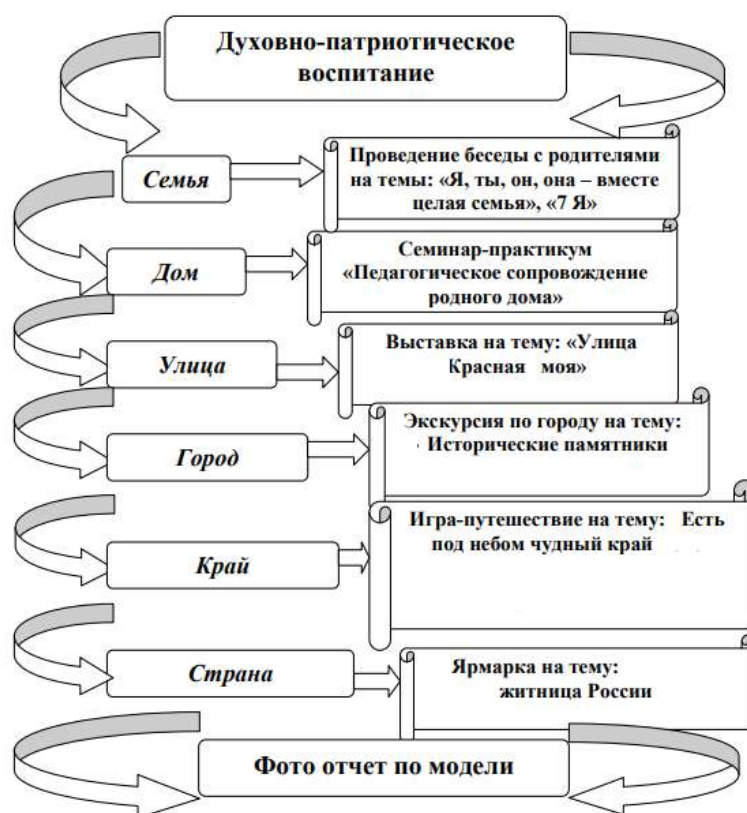 Духовно-патриотическое
воспитание
Семья
Проведение беседы с родителями
на темы: «Я, ты, он, она – вместе
целая семья», «7 Я»
Дом
Семинар-практикум
«Педагогическое сопровождение
родного дома»
Улица
Выставка на тему: «Улица
Красная моя»
Город
Экскурсия по городу на тему:
Исторические памятники
Край
Игра-путешествие на тему: Есть
под небом чудный край
Страна
Ярмарка на тему:
житница России
Фото отчет по модели